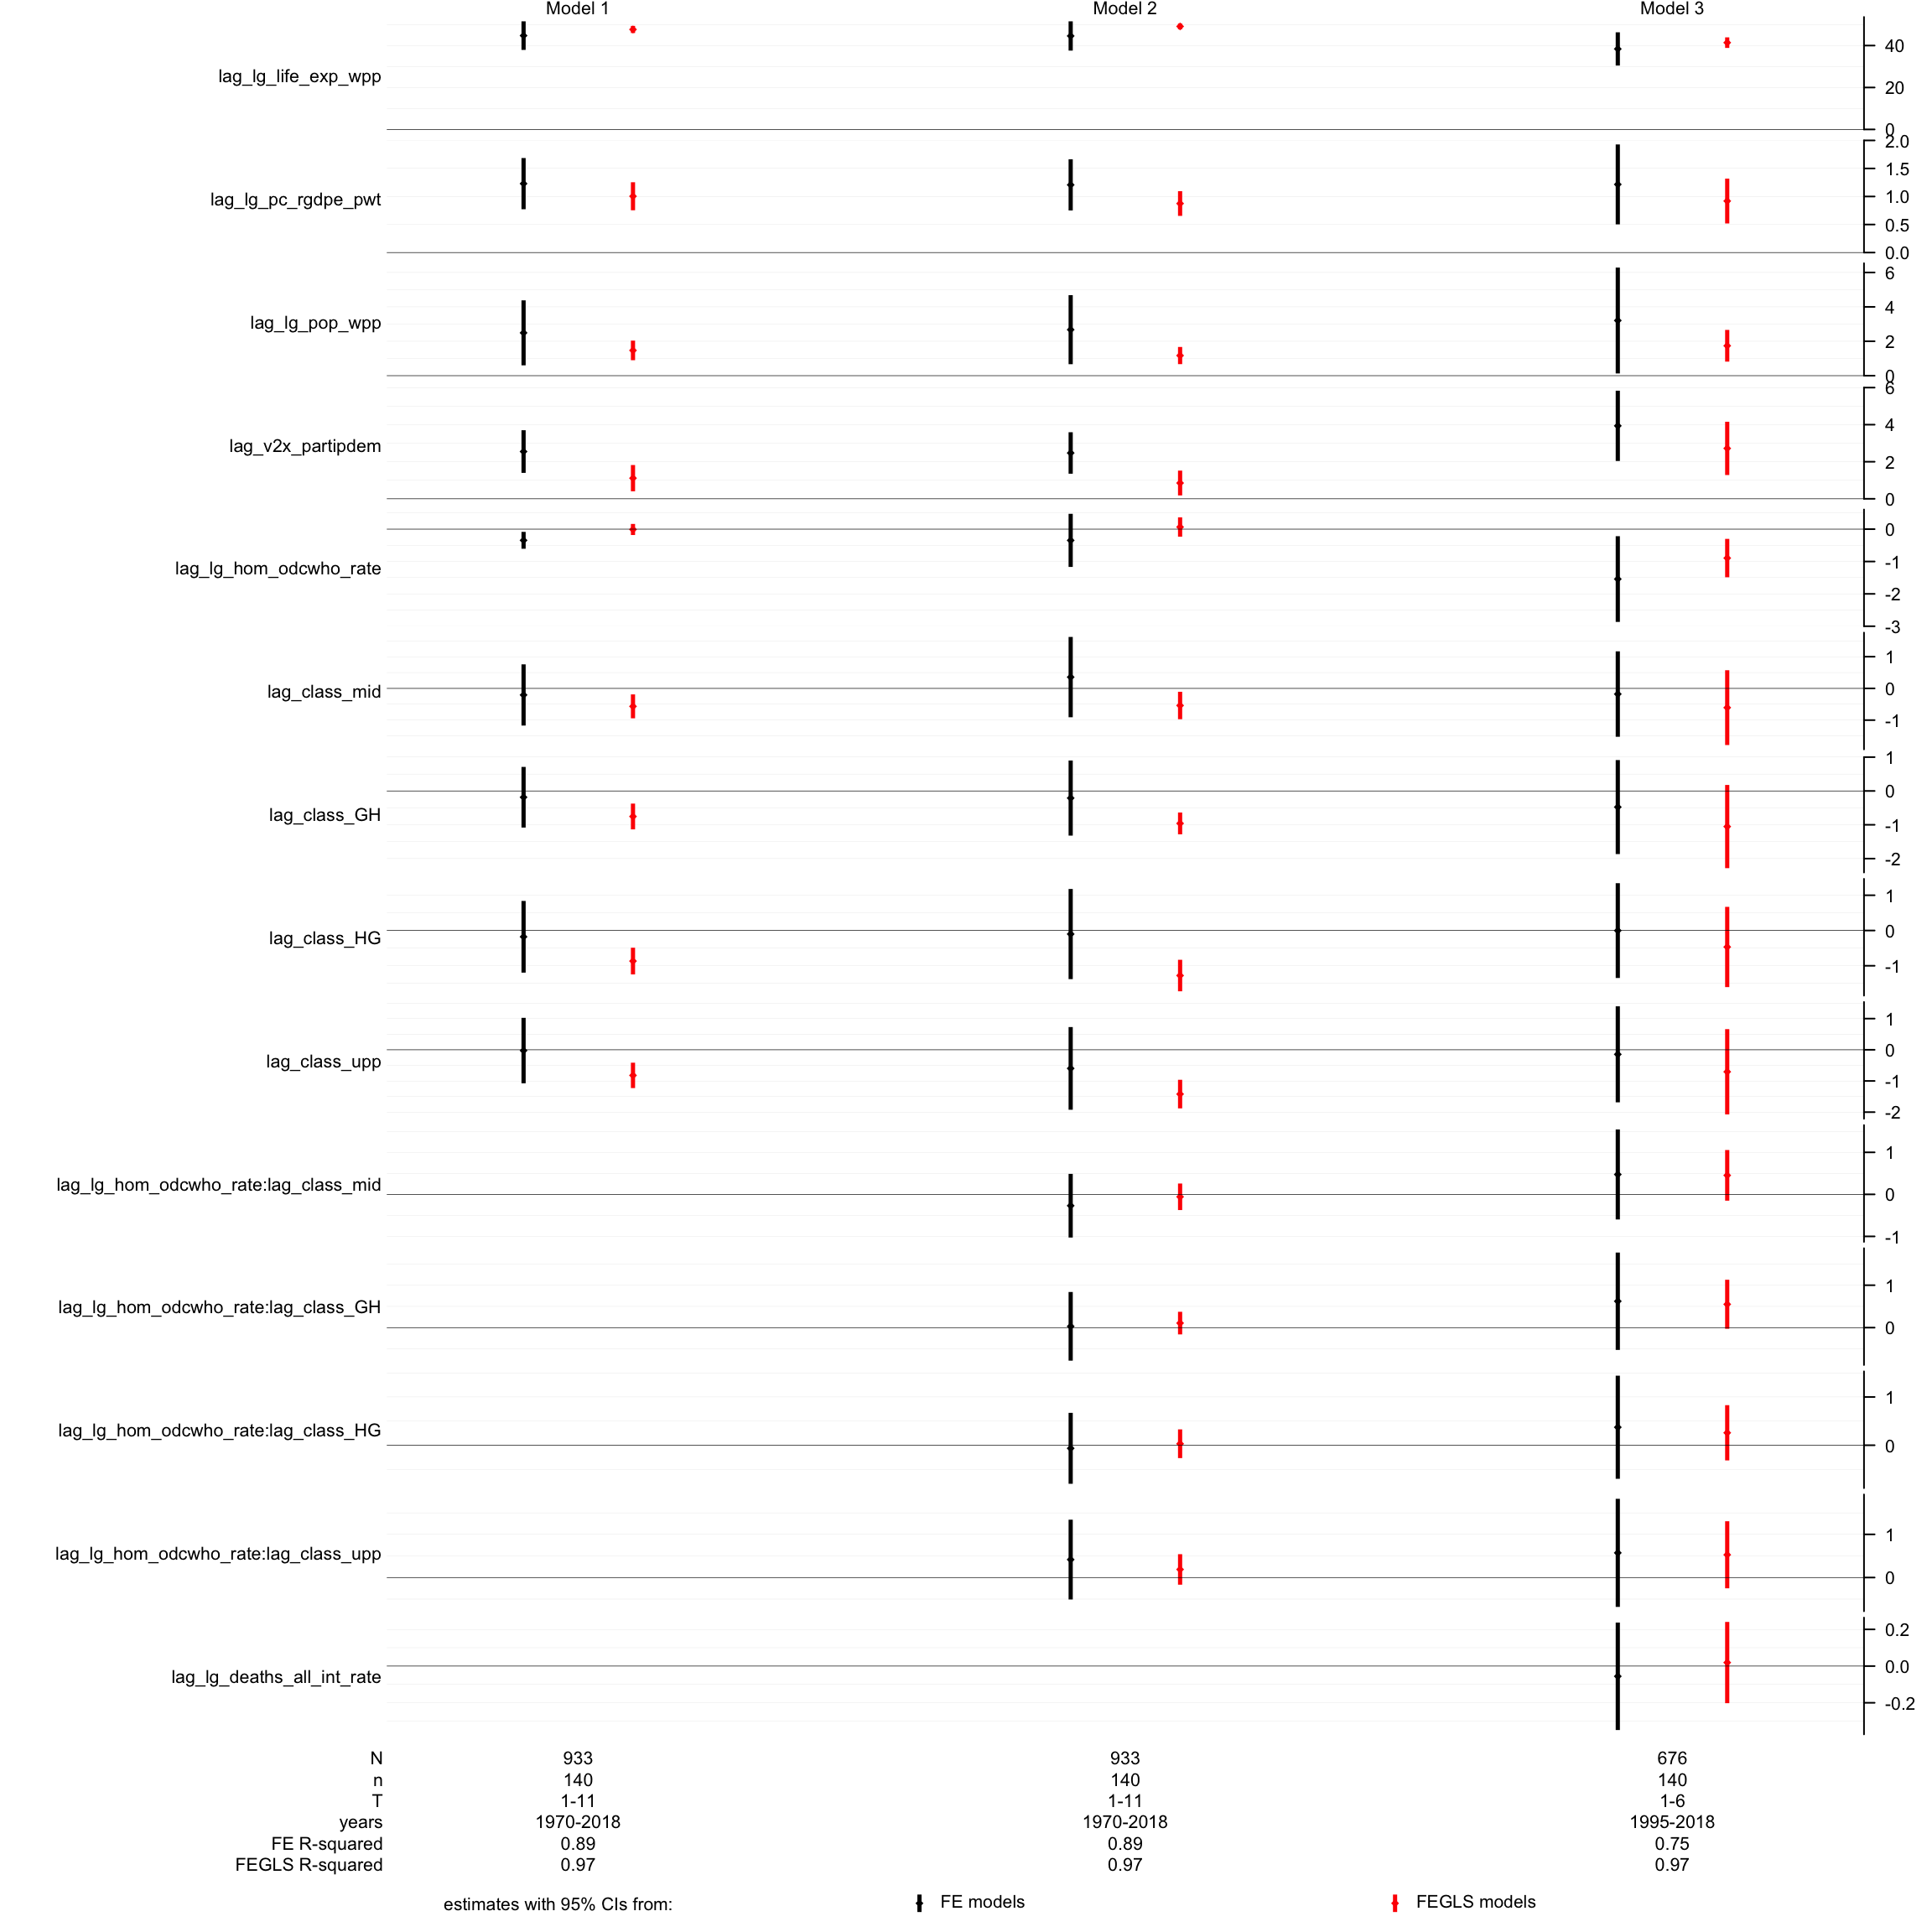 Model 1 Model 2 Model 3
lag_lg_life_exp_wpp
40
20
0
lag_lg_pc_rgdpe_pwt
2.0
1.5
1.0
0.5
0.0
lag_lg_pop_wpp
6
4
2
0
lag_v2x_partipdem
6
4
2
0
lag_lg_hom_odcwho_rate
0
-1
-2
-3
lag_class_mid
1
0
-1
lag_class_GH
1
0
-1
-2
lag_class_HG
1
0
-1
lag_class_upp
1
0
-1
-2
lag_lg_hom_odcwho_rate:lag_class_mid
1
0
-1
lag_lg_hom_odcwho_rate:lag_class_GH
1
0
lag_lg_hom_odcwho_rate:lag_class_HG
1
0
lag_lg_hom_odcwho_rate:lag_class_upp
1
0
lag_lg_deaths_all_int_rate
0.2
0.0
-0.2
N 933 933 676
n 140 140 140
T 1-11 1-11 1-6
years 1970-2018 1970-2018 1995-2018
FE R-squared 0.89 0.89 0.75
FEGLS R-squared 0.97 0.97 0.97
estimates with 95% CIs from: FE models FEGLS models